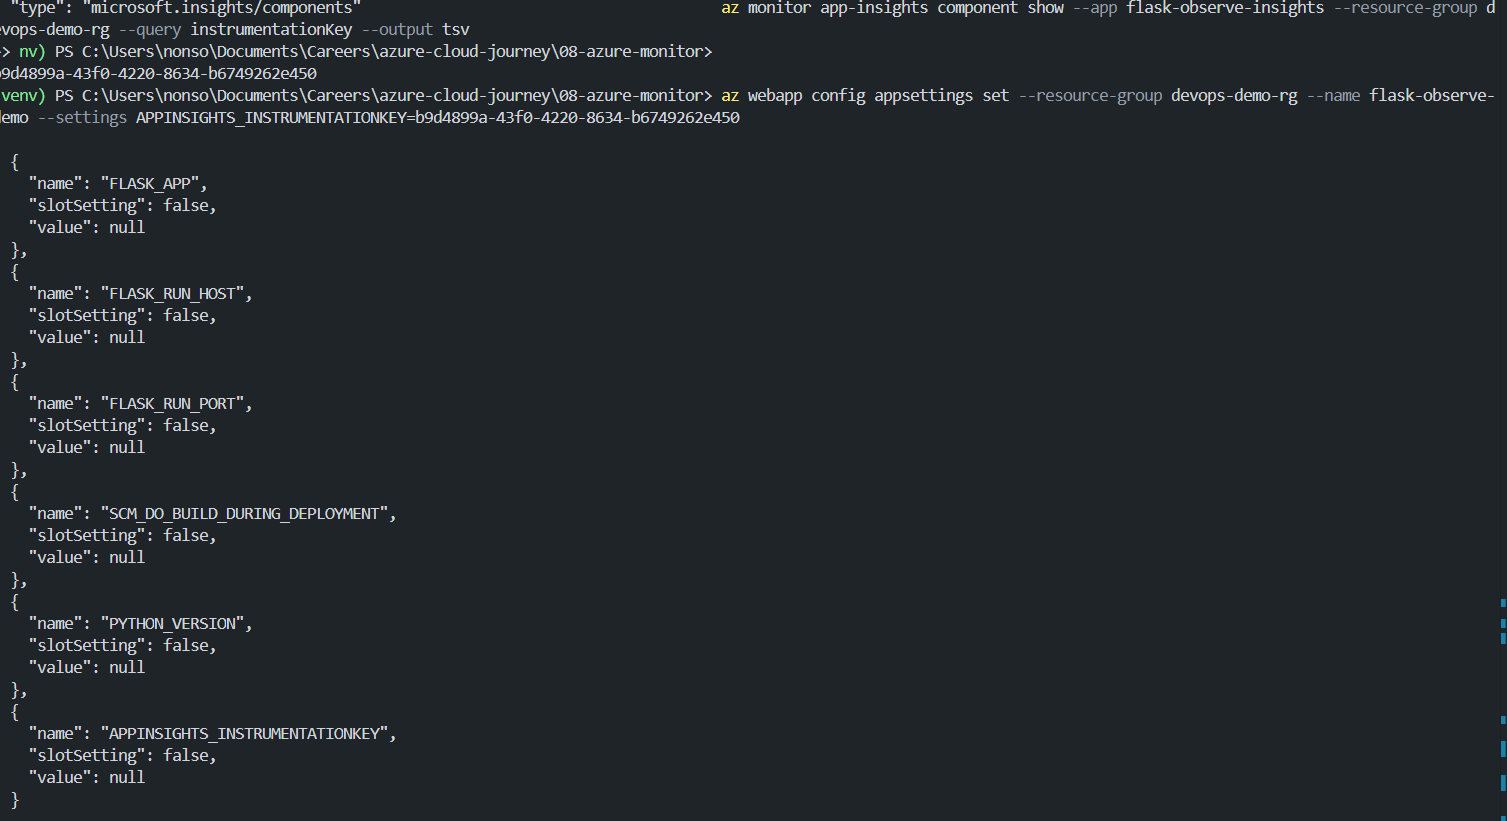 "type": "microsoft.insights/components" az monitor app-insights component show --app flask-observe-insights --resource-group d
evops-demo-rg --query instrumentationKey --output tsv
> nv) PS C:\Users\nonso\Documents\Careers\azure-cloud-journey\08-azure-monitor>
9d4899a-43f0-4220-8634-b6749262e450
venv) PS C:\Users\nonso\Documents\Careers\azure-cloud-journey\08-azure-monitor> az webapp config appsettings set --resource-group devops-demo-rg --name flask-observe-
demo --settings APPINSIGHTS_INSTRUMENTATIONKEY=b9d4899a-43f0-4220-8634-b6749262e450
{
"name": "FLASK_APP",
"slotSetting": false,
"value": null
},
{
"name": "FLASK_RUN_HOST",
"slotSetting": false,
"value": null
},
{
"name": "FLASK_RUN_PORT",
"slotSetting": false,
"value": null
},
{
"name": "SCM_DO_BUILD_DURING_DEPLOYMENT",
"slotSetting": false,
"value": null
},
{
"name": "PYTHON_VERSION",
"slotSetting": false,
"value": null
},
{
"name": "APPINSIGHTS_INSTRUMENTATIONKEY",
"slotSetting": false,
"value": null
}